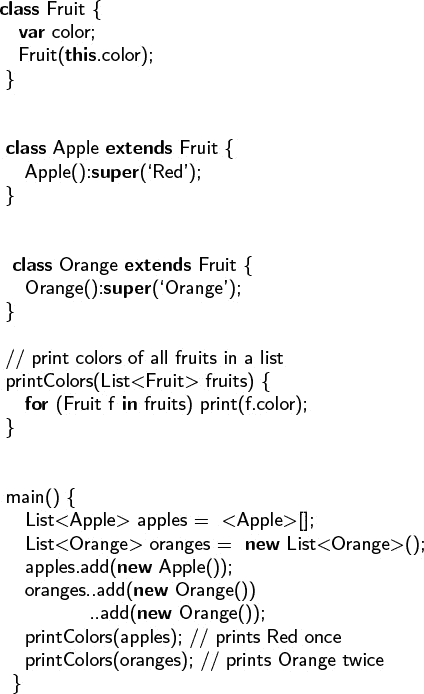 class Fruit {
var color;
Fruit(this.color);
}
class Apple extends Fruit {
Apple():super(‘Red’);
}
class Orange extends Fruit {
Orange():super(‘Orange’);
}
// print colors of all fruits in a list
printColors(List<Fruit> fruits) {
for (Fruit f in fruits) print(f.color);
}
main() {
List<Apple> apples = <Apple>[];
List<Orange> oranges = new List<Orange>();
apples.add(new Apple());
oranges..add(new Orange())
..add(new Orange());
printColors(apples); // prints Red once
printColors(oranges); // prints Orange twice
}